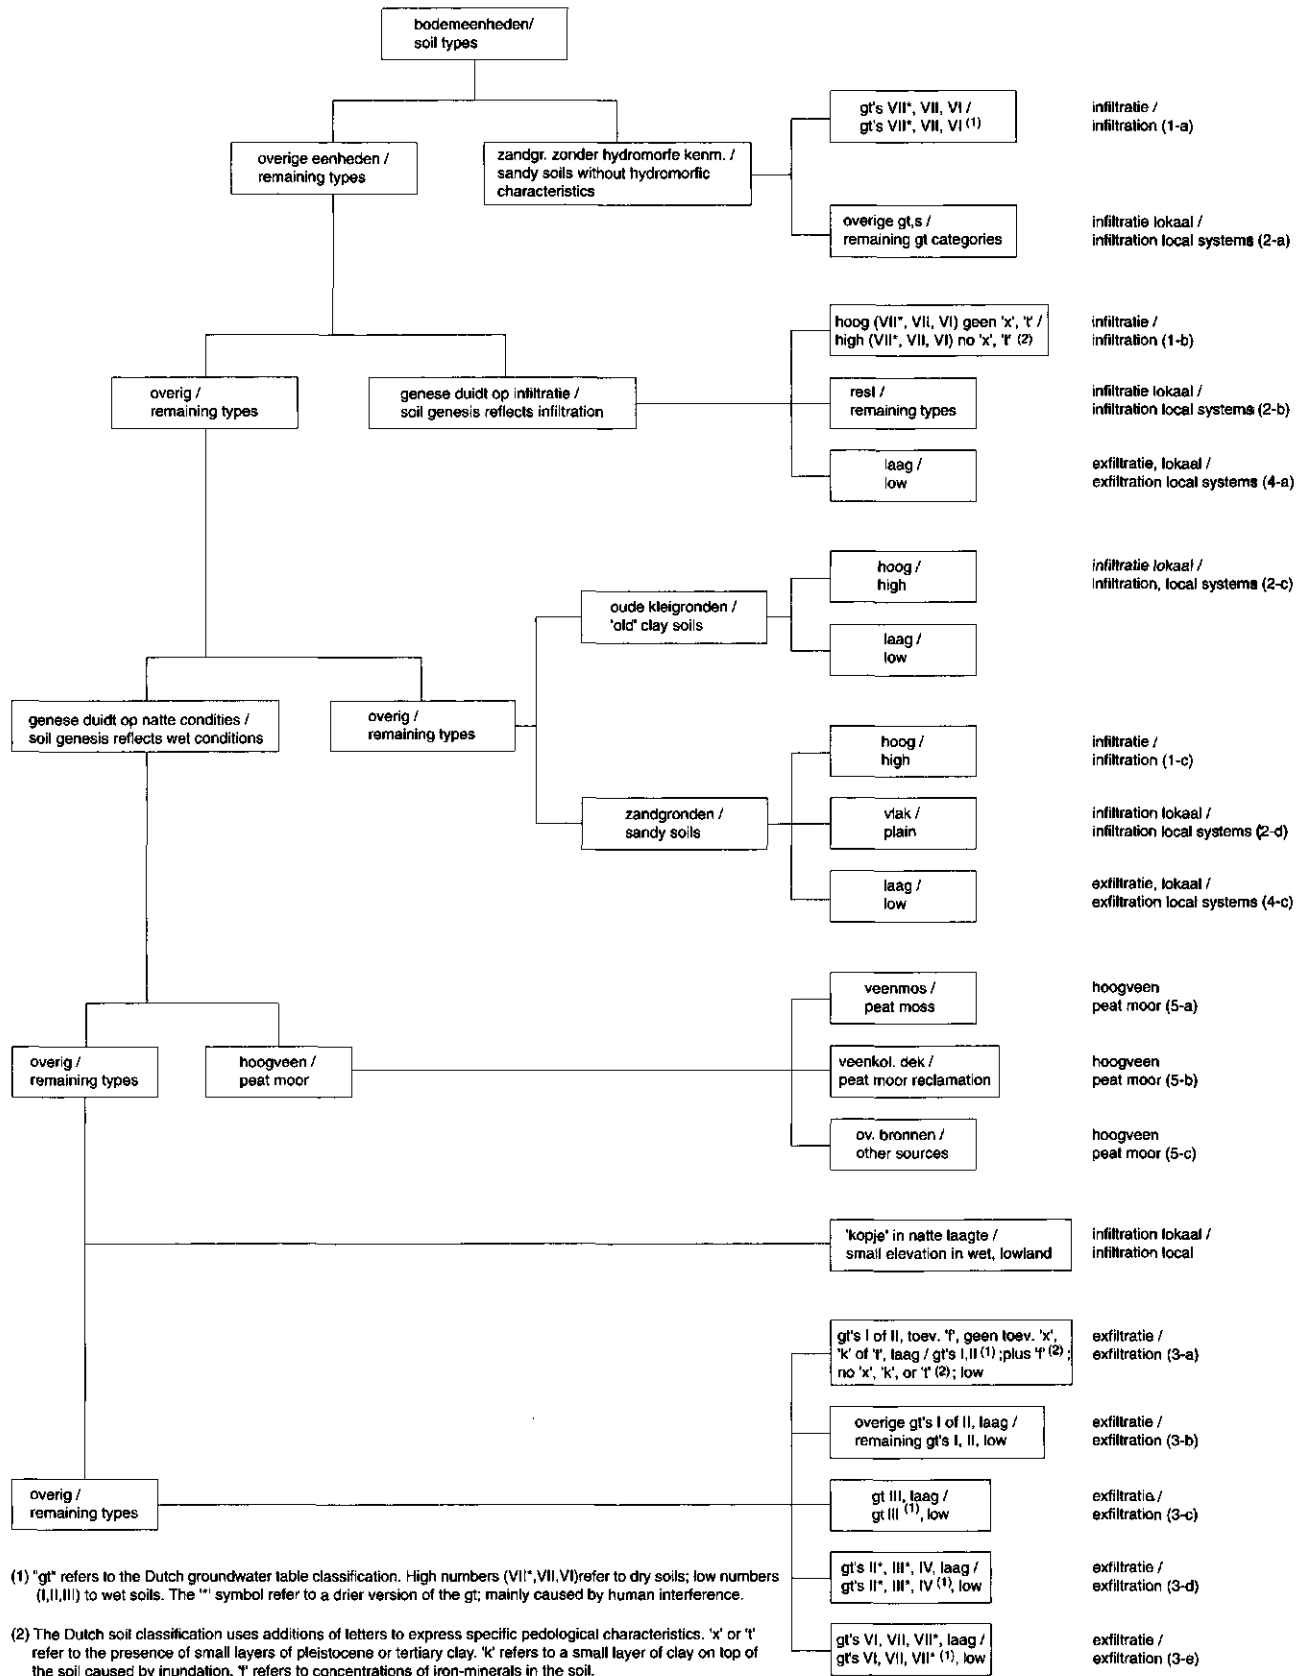 bodemeenheden/
soil types
gt's VII*, VII, VI /
gt's VII*, VII, VI (1)
infiltratie /
infiltration (1-a)
overige eenheden /
remaining types
zandgr. zonder hydromorfe kenm. /
sandy soils without hydromorfic
characteristics
overige gt,s /
remaining gt categories
infiltratie lokaal /
infiltration local systems (2-a)
hoog (VII*, VII, VI) geen 'x', 't' /
high (VII*, VII, VI) no 'x', 't' (2)
infiltratie /
infiltration (1-b)
overig /
remaining types
genese duidt op infiltratie /
soil genesis reflects infiltration
rest /
remaining types
infiltratie lokaal /
infiltration local systems (2-b)
laag /
low
exfiltratie, lokaal /
exfiltration local systems (4-a)
hoog /
high
infiltratie lokaal /
infiltration, local systems (2-c)
oude kleigronden /
'old' clay soils
laag /
low
genese duidt op natte condities /
soil genesis reflects wet conditions
overig /
remaining types
hoog /
high
infiltratie /
infiltration (1-c)
zandgronden /
sandy soils
vlak /
plain
infiltration lokaal /
infiltration local systems (2-d)
laag /
low
exfiltratie, lokaal /
exfiltration local systems (4-c)
veenmos /
peat moss
hoogveen
peat moor (5-a)
overig /
remaining types
hoogveen /
peat moor
veenkol. dek /
peat moor reclamation
hoogveen
peat moor (5-b)
ov. bronnen /
other sources
hoogveen
peat moor (5-c)
'kopje' in natte laagte /
small elevation in wet, lowland
infiltration lokaal /
infiltration local
gt's I of II, toev. 'f', geen toev. 'x',
'k' of 't', laag / gt's I,II (1) ;plus 'f' (2) ;
no 'x', 'k', or 't' (2) ; low
exfiltratie /
exfiltration (3-a)
overige gt's I of II, laag /
remaining gt's I, II, low
exfiltratie /
exfiltration (3-b)
overig /
remaining types
gt III, laag /
gt III (1), low
exfiltratie /
exfiltration (3-c)
gt's II*, III*, IV, laag /
gt's II*, III*, IV (1), low
exfiltratie /
exfiltration (3-d)
gt's VI, VII, VII*, laag /
gt's VI, VII, VII* (1), low
exfiltratie /
exfiltration (3-e)
(1) "gt" refers to the Dutch groundwater table classification. High numbers (VII*,VII,VI)refer to dry soils; low numbers
(I,II,III) to wet soils. The '*' symbol refer to a drier version of the gt; mainly caused by human interference.
(2) The Dutch soil classification uses additions of letters to express specific pedological characteristics. 'x' or 't'
refer to the presence of small layers of pleistocene or tertiary clay. 'k' refers to a small layer of clay on top of
the soil caused by inundation. 'f' refers to concentrations of iron-minerals in the soil.